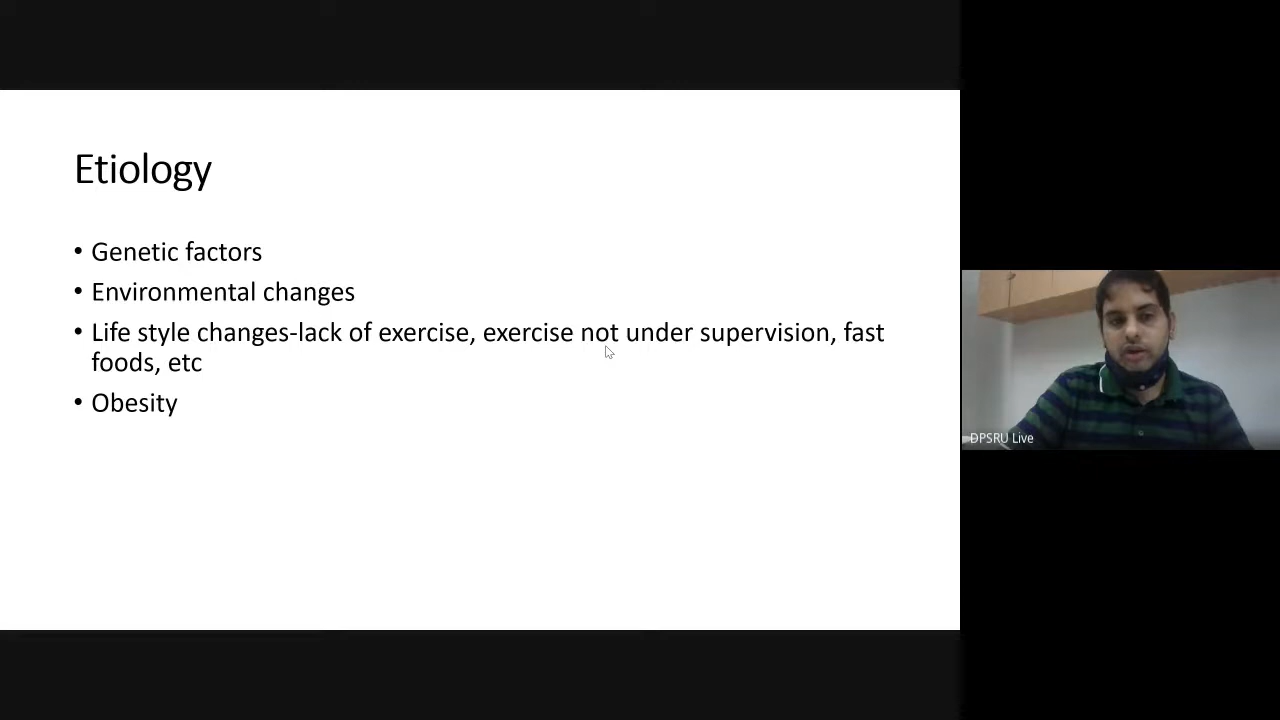 Etiology
• Genetic factors
• Environmental changes
• Life style changes-lack of exercise, exercise not under supervision, fast
foods, etc
• Obesity
DPSRU Live